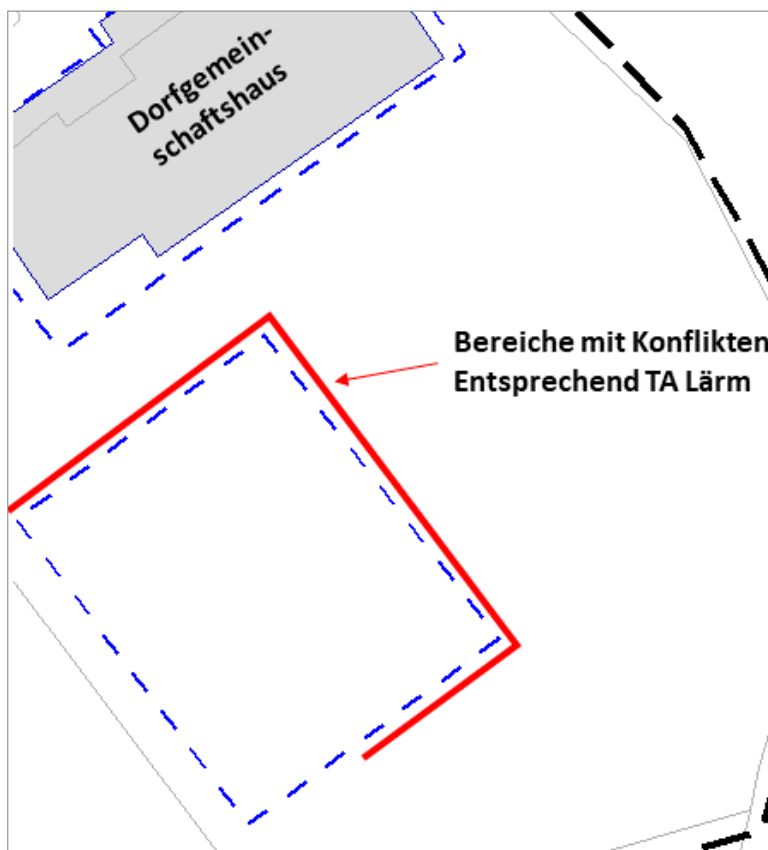 Dorfgemein-
schaftshaus
Bereiche mit Konflikten
Entsprechend TA Lärm